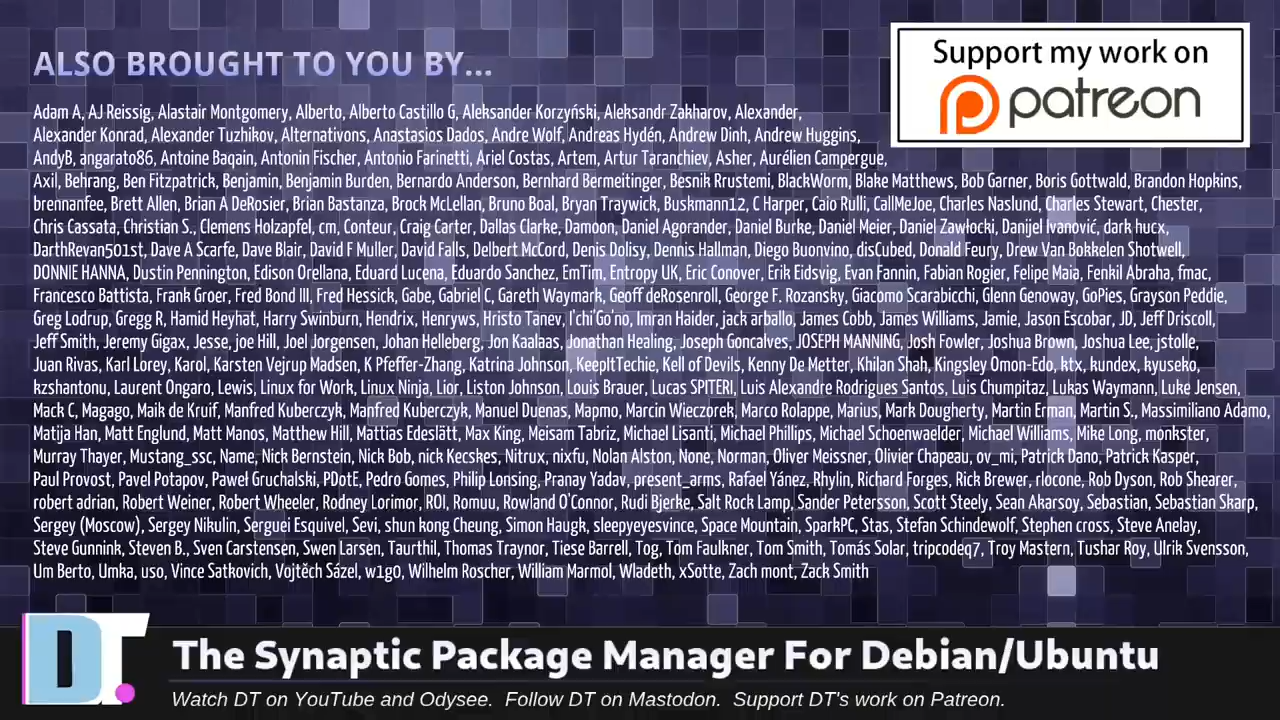 ALSO BROUGHT TO YOU BY...
Support my work on
patreon
Adam A, AJ Reissig, Alastair Montgomery, Alberto, Alberto Castillo G, Aleksander Korzyński, Aleksandr Zakharov, Alexander,
Alexander Konrad, Alexander Tuzhikov, Alternativons, Anastasios Dados, Andre Wolf, Andreas Hydén, Andrew Dinh, Andrew Huggins,
AndyB, angarato86, Antoine Baqain, Antonin Fischer, Antonio Farinetti, Ariel Costas, Artem, Artur Taranchiev, Asher, Aurélien Campergue,
Axil, Behrang, Ben Fitzpatrick, Benjamin, Benjamin Burden, Bernardo Anderson, Bernhard Bermeitinger, Besnik Rrustemi, BlackWorm, Blake Matthews, Bob Garner, Boris Gottwald, Brandon Hopkins,
brennanfee, Brett Allen, Brian A DeRosier, Brian Bastanza, Brock McLellan, Bruno Boal, Bryan Traywick, Buskmann12, C Harper, Caio Rulli, CallMeJoe, Charles Naslund, Charles Stewart, Chester,
Chris Cassata, Christian S., Clemens Holzapfel, cm, Conteur, Craig Carter, Dallas Clarke, Damoon, Daniel Agorander, Daniel Burke, Daniel Meier, Daniel Zawłocki, Danijel Ivanović, dark hucx,
DarthRevan501st, Dave A Scarfe, Dave Blair, David F Muller, David Falls, Delbert McCord, Denis Dolisy, Dennis Hallman, Diego Buonvino, disCubed, Donald Feury, Drew Van Bokkelen Shotwell,
DONNIE HANNA, Dustin Pennington, Edison Orellana, Eduard Lucena, Eduardo Sanchez, EmTim, Entropy UK, Eric Conover, Erik Eidsvig, Evan Fannin, Fabian Rogier, Felipe Maia, Fenkil Abraha, fmac,
Francesco Battista, Frank Groer, Fred Bond III, Fred Hessick, Gabe, Gabriel C, Gareth Waymark, Geoff deRosenroll, George F. Rozansky, Giacomo Scarabicchi, Glenn Genoway, GoPies, Grayson Peddie,
Greg Lodrup, Gregg R, Hamid Heyhat, Harry Swinburn, Hendrix, Henryws, Hristo Tanev, I'chi'Go'no, Imran Haider, jack arballo, James Cobb, James Williams, Jamie, Jason Escobar, JD, Jeff Driscoll,
Jeff Smith, Jeremy Gigax, Jesse, joe Hill, Joel Jorgensen, Johan Helleberg, Jon Kaalaas, Jonathan Healing, Joseph Goncalves, JOSEPH MANNING, Josh Fowler, Joshua Brown, Joshua Lee, jstolle,
Juan Rivas, Karl Lorey, Karol, Karsten Vejrup Madsen, K Pfeffer-Zhang, Katrina Johnson, KeepItTechie, Kell of Devils, Kenny De Metter, Khilan Shah, Kingsley Omon-Edo, ktx, kundex, kyuseko,
kzshantonu, Laurent Ongaro, Lewis, Linux for Work, Linux Ninja, Lior, Liston Johnson, Louis Brauer, Lucas SPITERI, Luis Alexandre Rodrigues Santos, Luis Chumpitaz, Lukas Waymann, Luke Jensen,
Mack C, Magago, Maik de Kruif, Manfred Kuberczyk, Manfred Kuberczyk, Manuel Duenas, Mapmo, Marcin Wieczorek, Marco Rolappe, Marius, Mark Dougherty, Martin Erman, Martin S., Massimiliano Adamo,
Matija Han, Matt Englund, Matt Manos, Matthew Hill, Mattias Edeslätt, Max King, Meisam Tabriz, Michael Lisanti, Michael Phillips, Michael Schoenwaelder, Michael Williams, Mike Long, monkster,
Murray Thayer, Mustang_ssc, Name, Nick Bernstein, Nick Bob, nick Kecskes, Nitrux, nixfu, Nolan Alston, None, Norman, Oliver Meissner, Olivier Chapeau, ov_mi, Patrick Dano, Patrick Kasper,
Paul Provost, Pavel Potapov, Paweł Gruchalski, PDotE, Pedro Gomes, Philip Lonsing, Pranay Yadav, present_arms, Rafael Yánez, Rhylin, Richard Forges, Rick Brewer, rlocone, Rob Dyson, Rob Shearer,
robert adrian, Robert Weiner, Robert Wheeler, Rodney Lorimor, ROI, Romuu, Rowland O'Connor, Rudi Bjerke, Salt Rock Lamp, Sander Petersson, Scott Steely, Sean Akarsoy, Sebastian, Sebastian Skarp,
Sergey (Moscow), Sergey Nikulin, Serguei Esquivel, Sevi, shun kong Cheung, Simon Haugk, sleepyeyesvince, Space Mountain, SparkPC, Stas, Stefan Schindewolf, Stephen cross, Steve Anelay,
Steve Gunnink, Steven B., Sven Carstensen, Swen Larsen, Taurthil, Thomas Traynor, Tiese Barrell, Tog, Tom Faulkner, Tom Smith, Tomás Solar, tripcodeq7, Troy Mastern, Tushar Roy, Ulrik Svensson,
Um Berto, Umka, uso, Vince Satkovich, Vojtěch Sázel, w1g0, Wilhelm Roscher, William Marmol, Wladeth, xSotte, Zach mont, Zack Smith
DT.
The Synaptic Package Manager For Debian/Ubuntu
Watch DT on YouTube and Odysee. Follow DT on Mastodon. Support DT's work on Patreon.